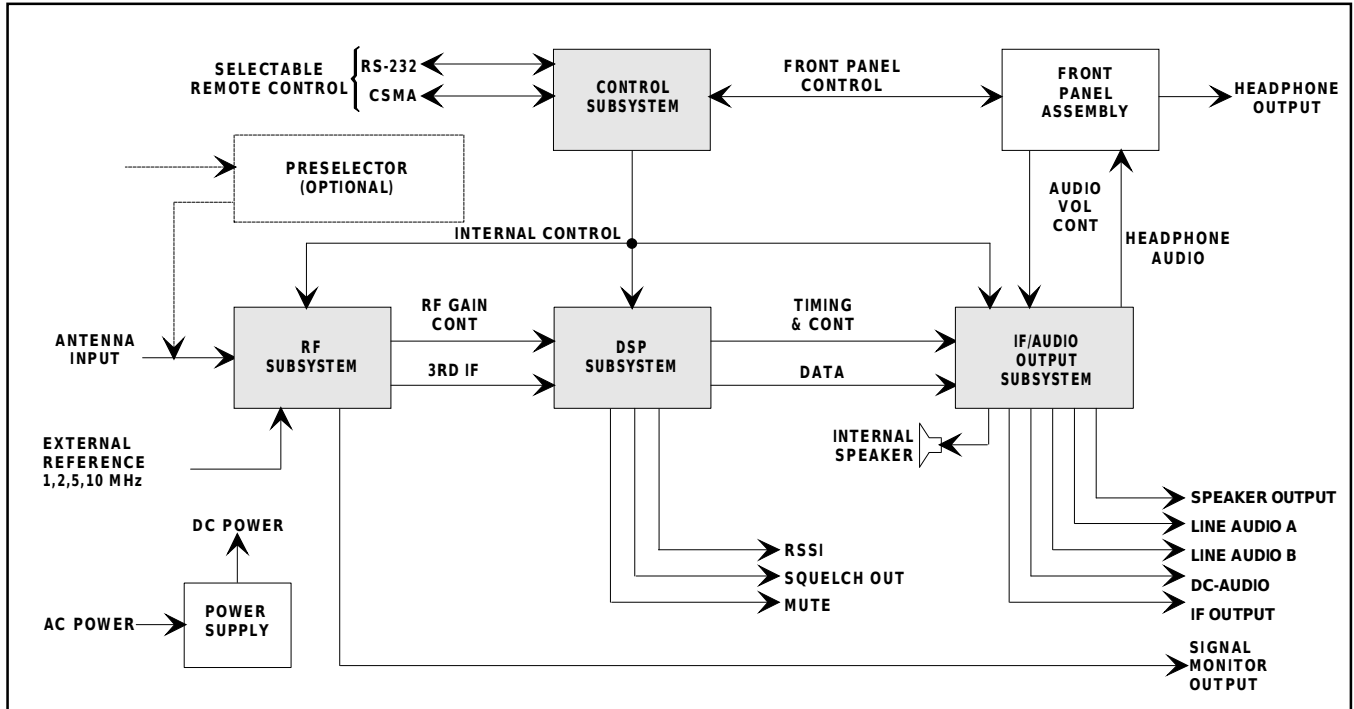 SELECTABLE
REMOTE CONTROL
RS-232
CSMA
CONTROL
SUBSYSTEM
FRONT PANEL
CONTROL
FRONT
PANEL
ASSEMBLY
HEADPHONE
OUTPUT
PRESELECTOR
(OPTIONAL)
AUDIO
VOL
CONT
HEADPHONE
AUDIO
INTERNAL CONTROL
ANTENNA
INPUT
RF
SUBSYSTEM
RF GAIN
CONT
3RD IF
DSP
SUBSYSTEM
TIMING
& CONT
DATA
IF/AUDIO
OUTPUT
SUBSYSTEM
EXTERNAL
REFERENCE
1,2,5,10 MHz
INTERNAL
SPEAKER
SPEAKER OUTPUT
LINE AUDIO A
LINE AUDIO B
DC-AUDIO
IF OUTPUT
RSSI
SQUELCH OUT
MUTE
DC POWER
AC POWER
POWER
SUPPLY
SIGNAL
MONITOR
OUTPUT